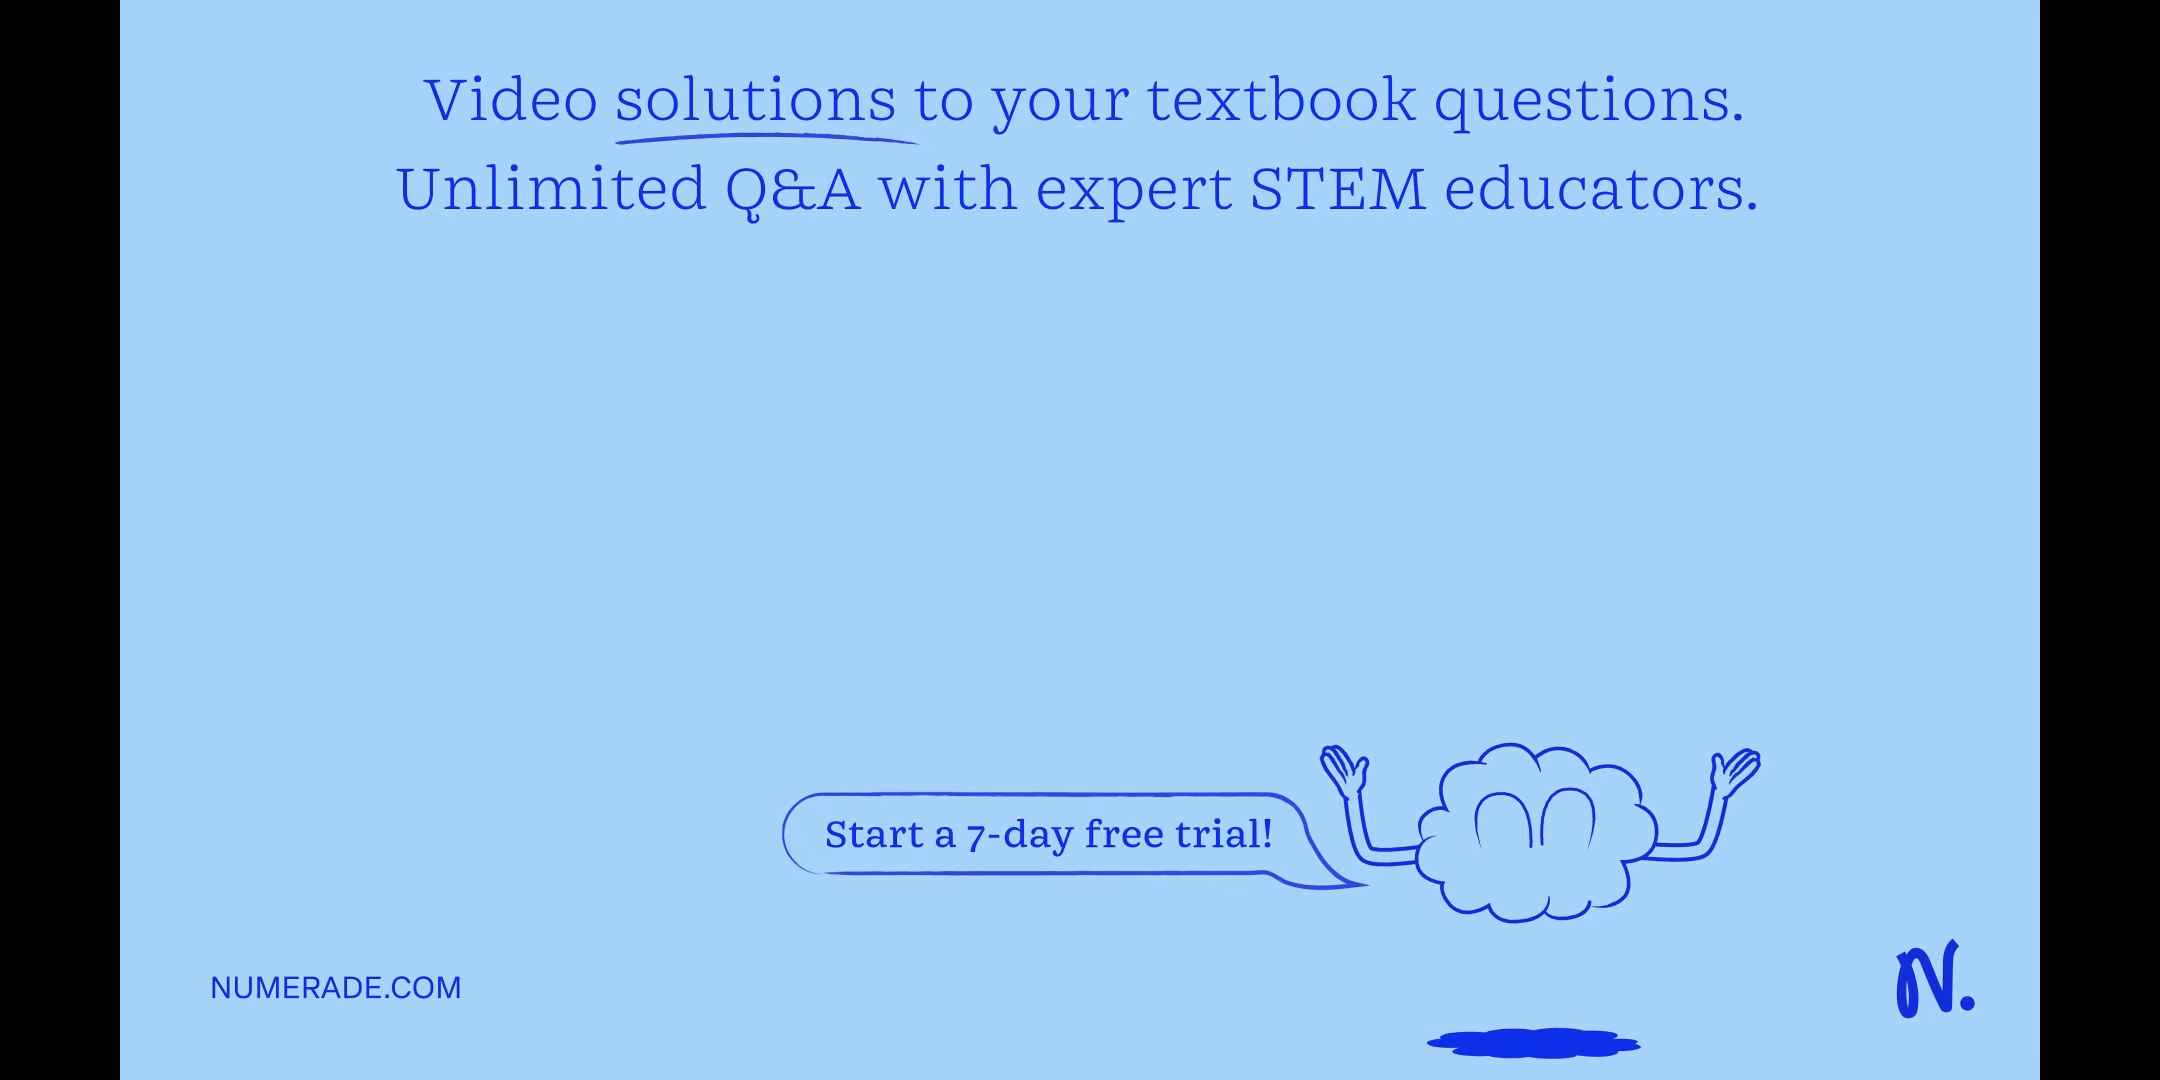 Video solutions to your textbook questions.
Unlimited Q&A with expert STEM educators.
Start a 7-day free trial!
NUMERADE.COM
N.